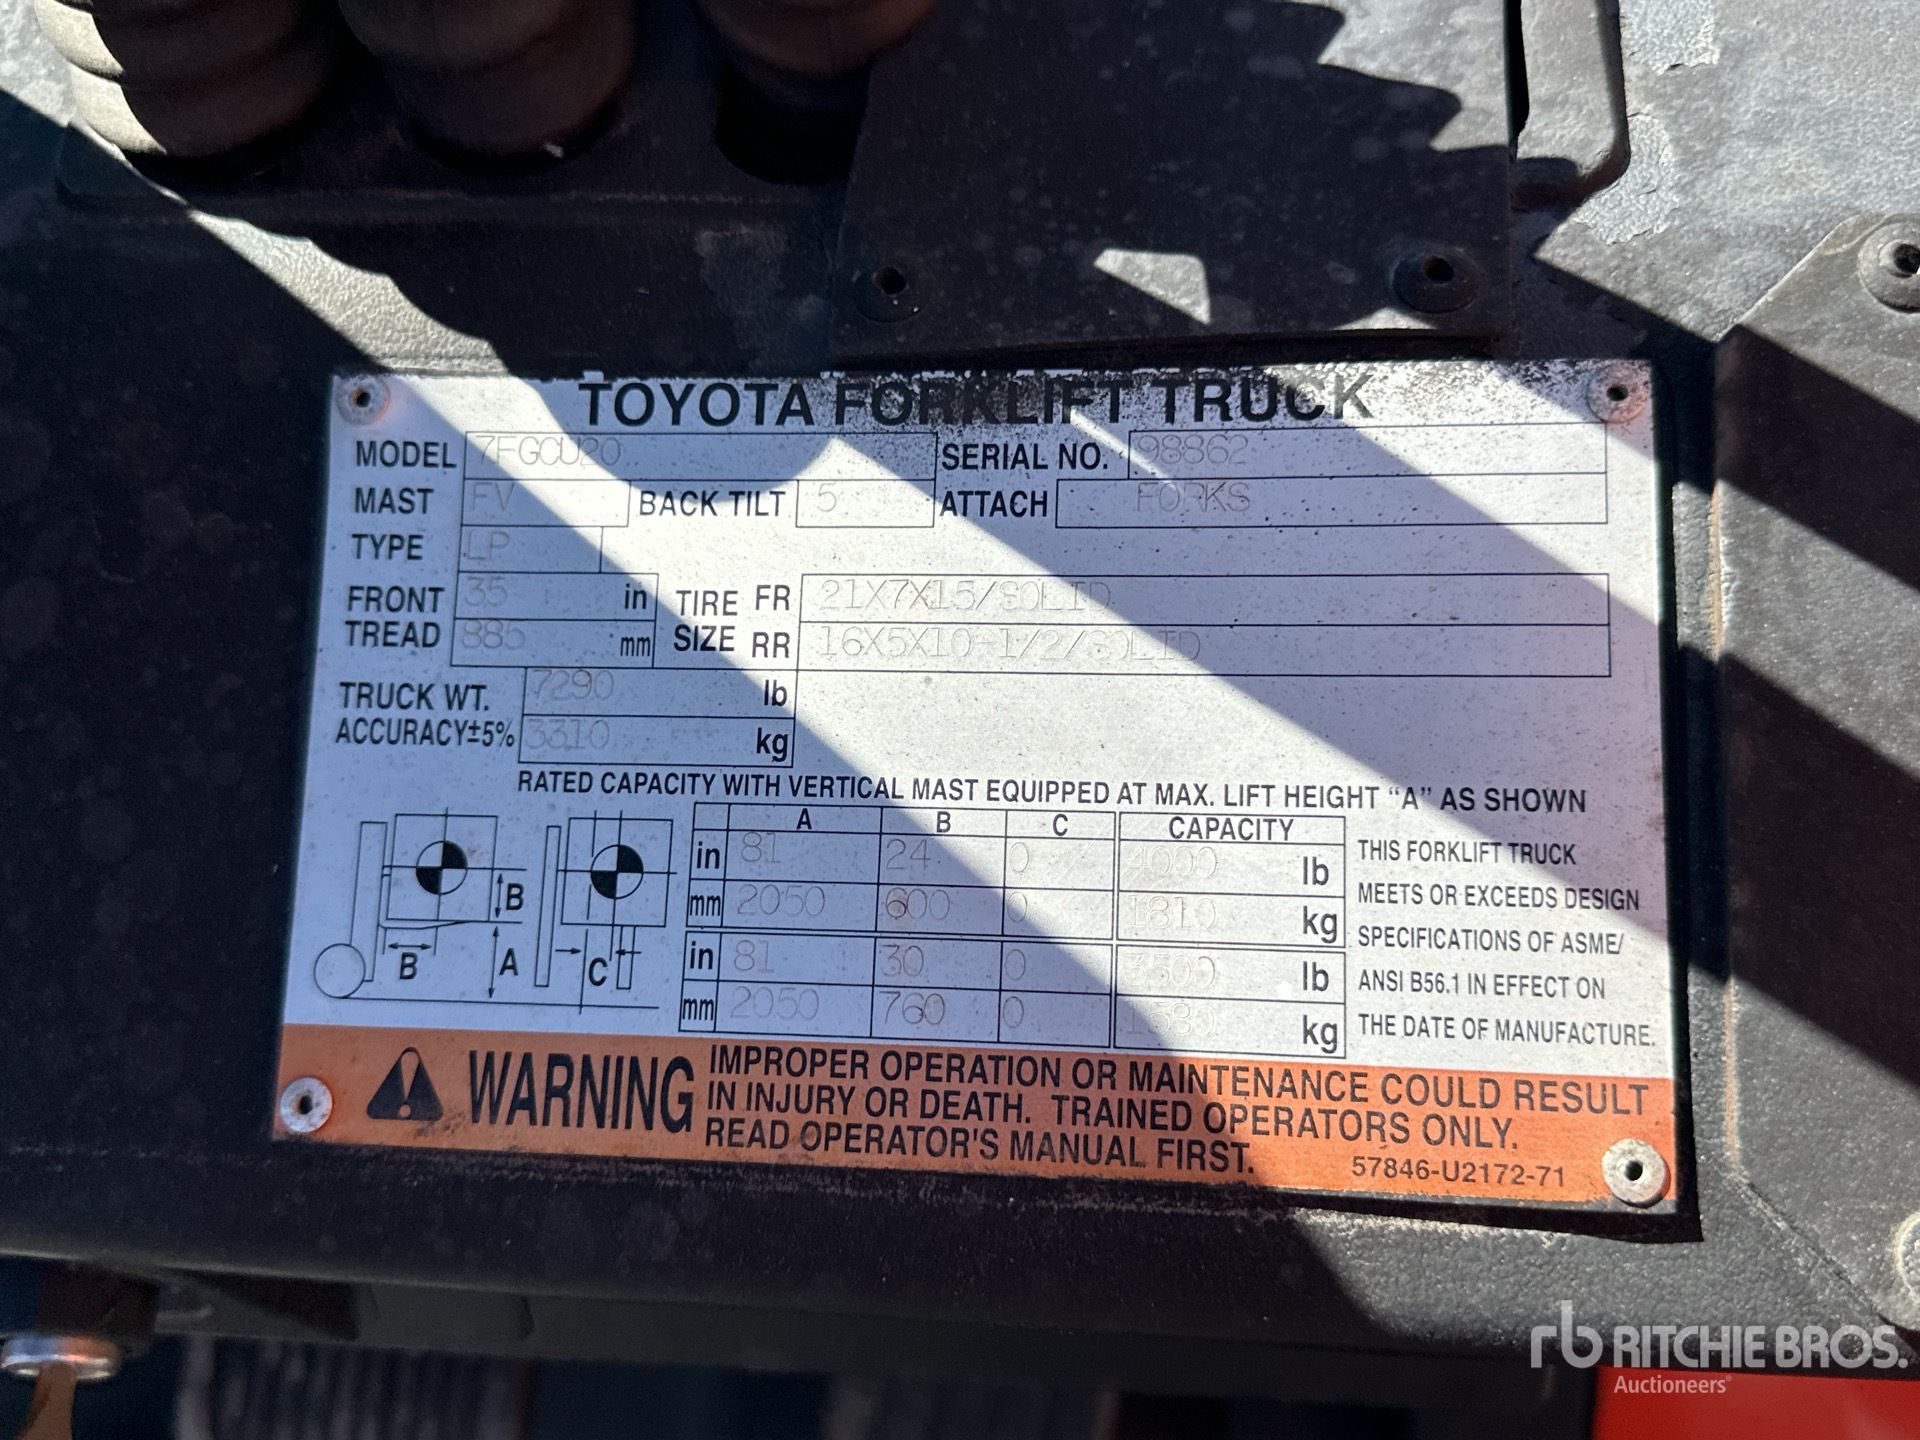 TOYOTA FORKLIFT TRUCK
MODEL 7FGCU20 SERIAL NO. 98862
MAST FV BACK TILT 5 ATTACH FORKS
TYPE LP
FRONT TREAD 35 in TIRE SIZE FR 21X7X15/SOLID
885 mm RR 16X5X10-1/2/SOLID
TRUCK WT. 7290 lb
ACCURACY±5% 3310 kg
RATED CAPACITY WITH VERTICAL MAST EQUIPPED AT MAX. LIFT HEIGHT "A" AS SHOWN
A B C CAPACITY
in 81 24 0 4000 lb
mm 2050 600 0 1810 kg
in 81 30 0 3500 lb
mm 2050 760 0 1580 kg
B
B A C
THIS FORKLIFT TRUCK
MEETS OR EXCEEDS DESIGN
SPECIFICATIONS OF ASME/
ANSI B56.1 IN EFFECT ON
THE DATE OF MANUFACTURE.
WARNING
IMPROPER OPERATION OR MAINTENANCE COULD RESULT
IN INJURY OR DEATH. TRAINED OPERATORS ONLY.
READ OPERATOR'S MANUAL FIRST.
57846-U2172-71
rb RITCHIE BROS.
Auctioneers